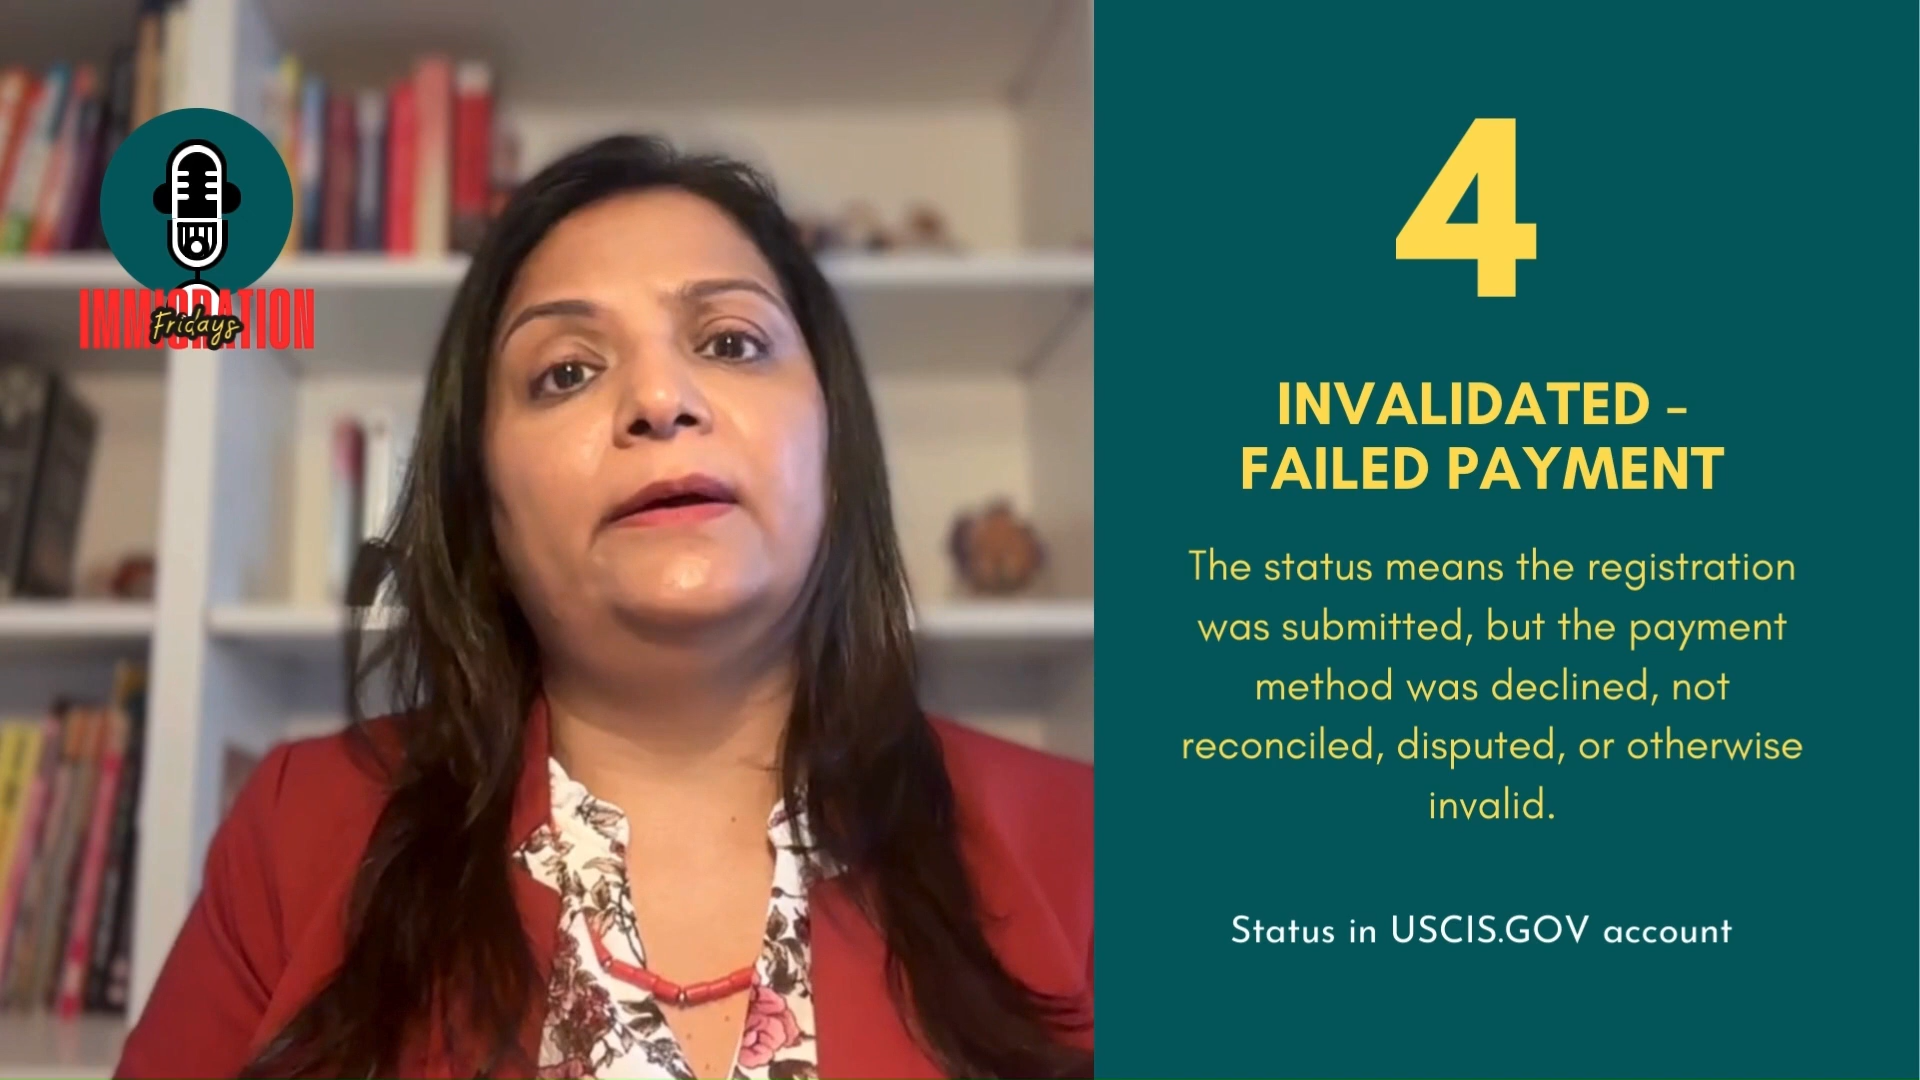 IMMIGRATION
Fridays
4
INVALIDATED -
FAILED PAYMENT
The status means the registration
was submitted, but the payment
method was declined, not
reconciled, disputed, or otherwise
invalid.
Status in USCIS.GOV account